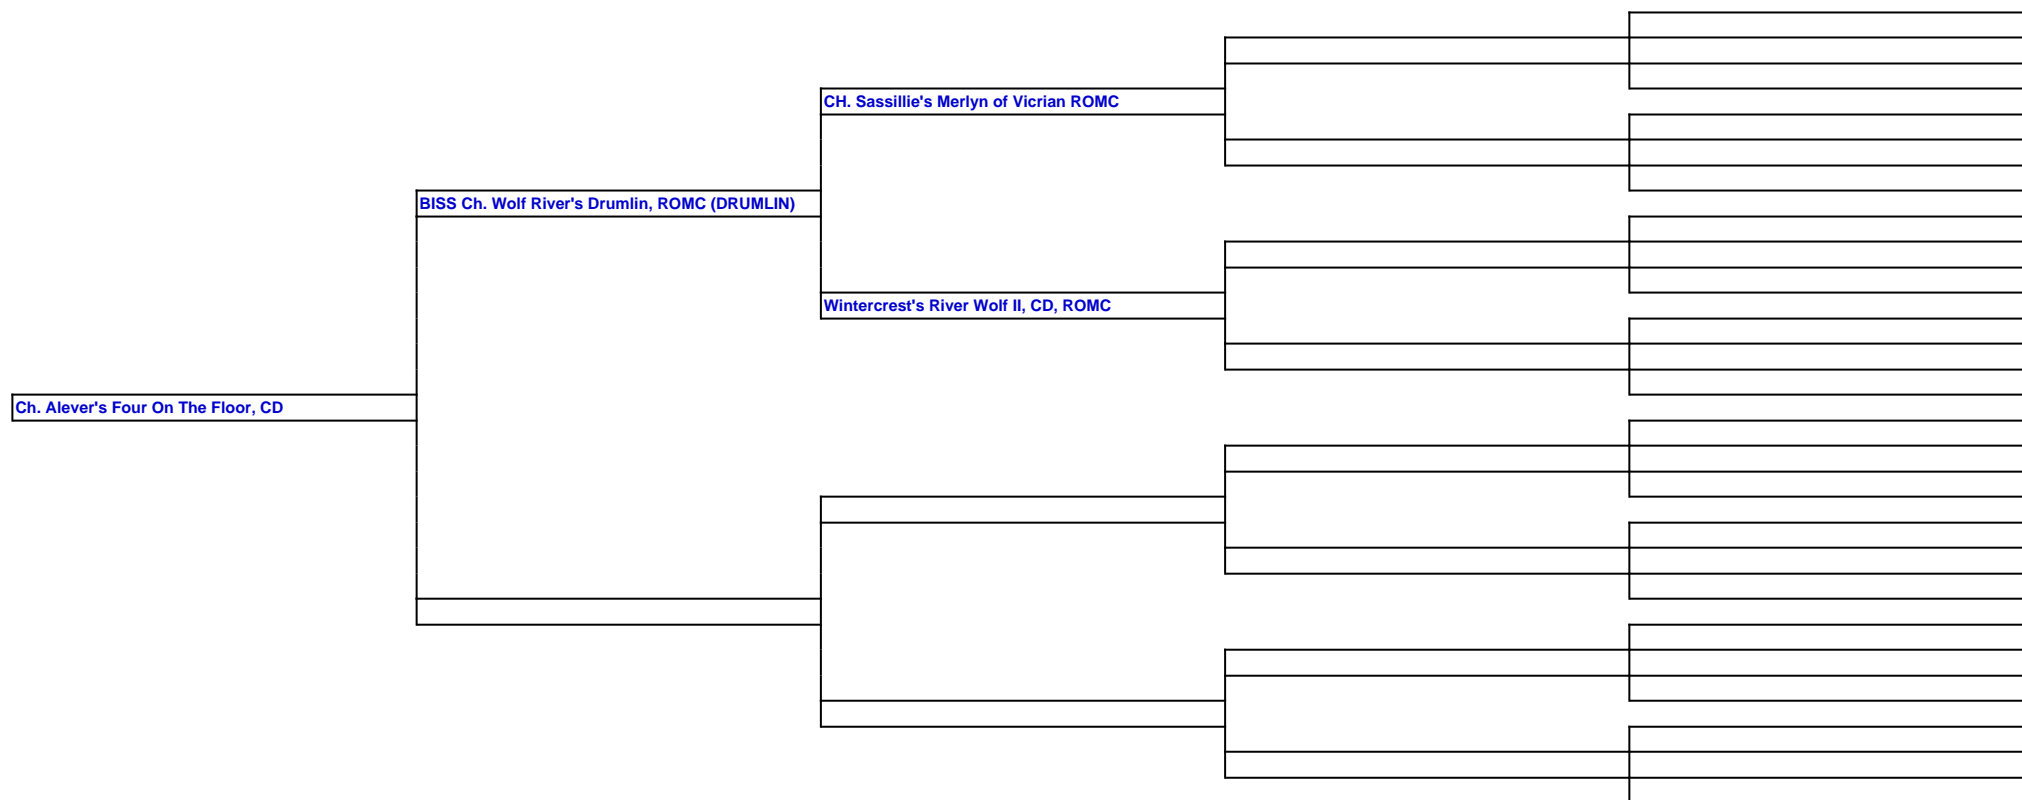 CH. Sassillie's Merlyn of Vicrian ROMC
BISS Ch. Wolf River's Drumlin, ROMC (DRUMLIN)
Wintercrest's River Wolf II, CD, ROMC
Ch. Alever's Four On The Floor, CD